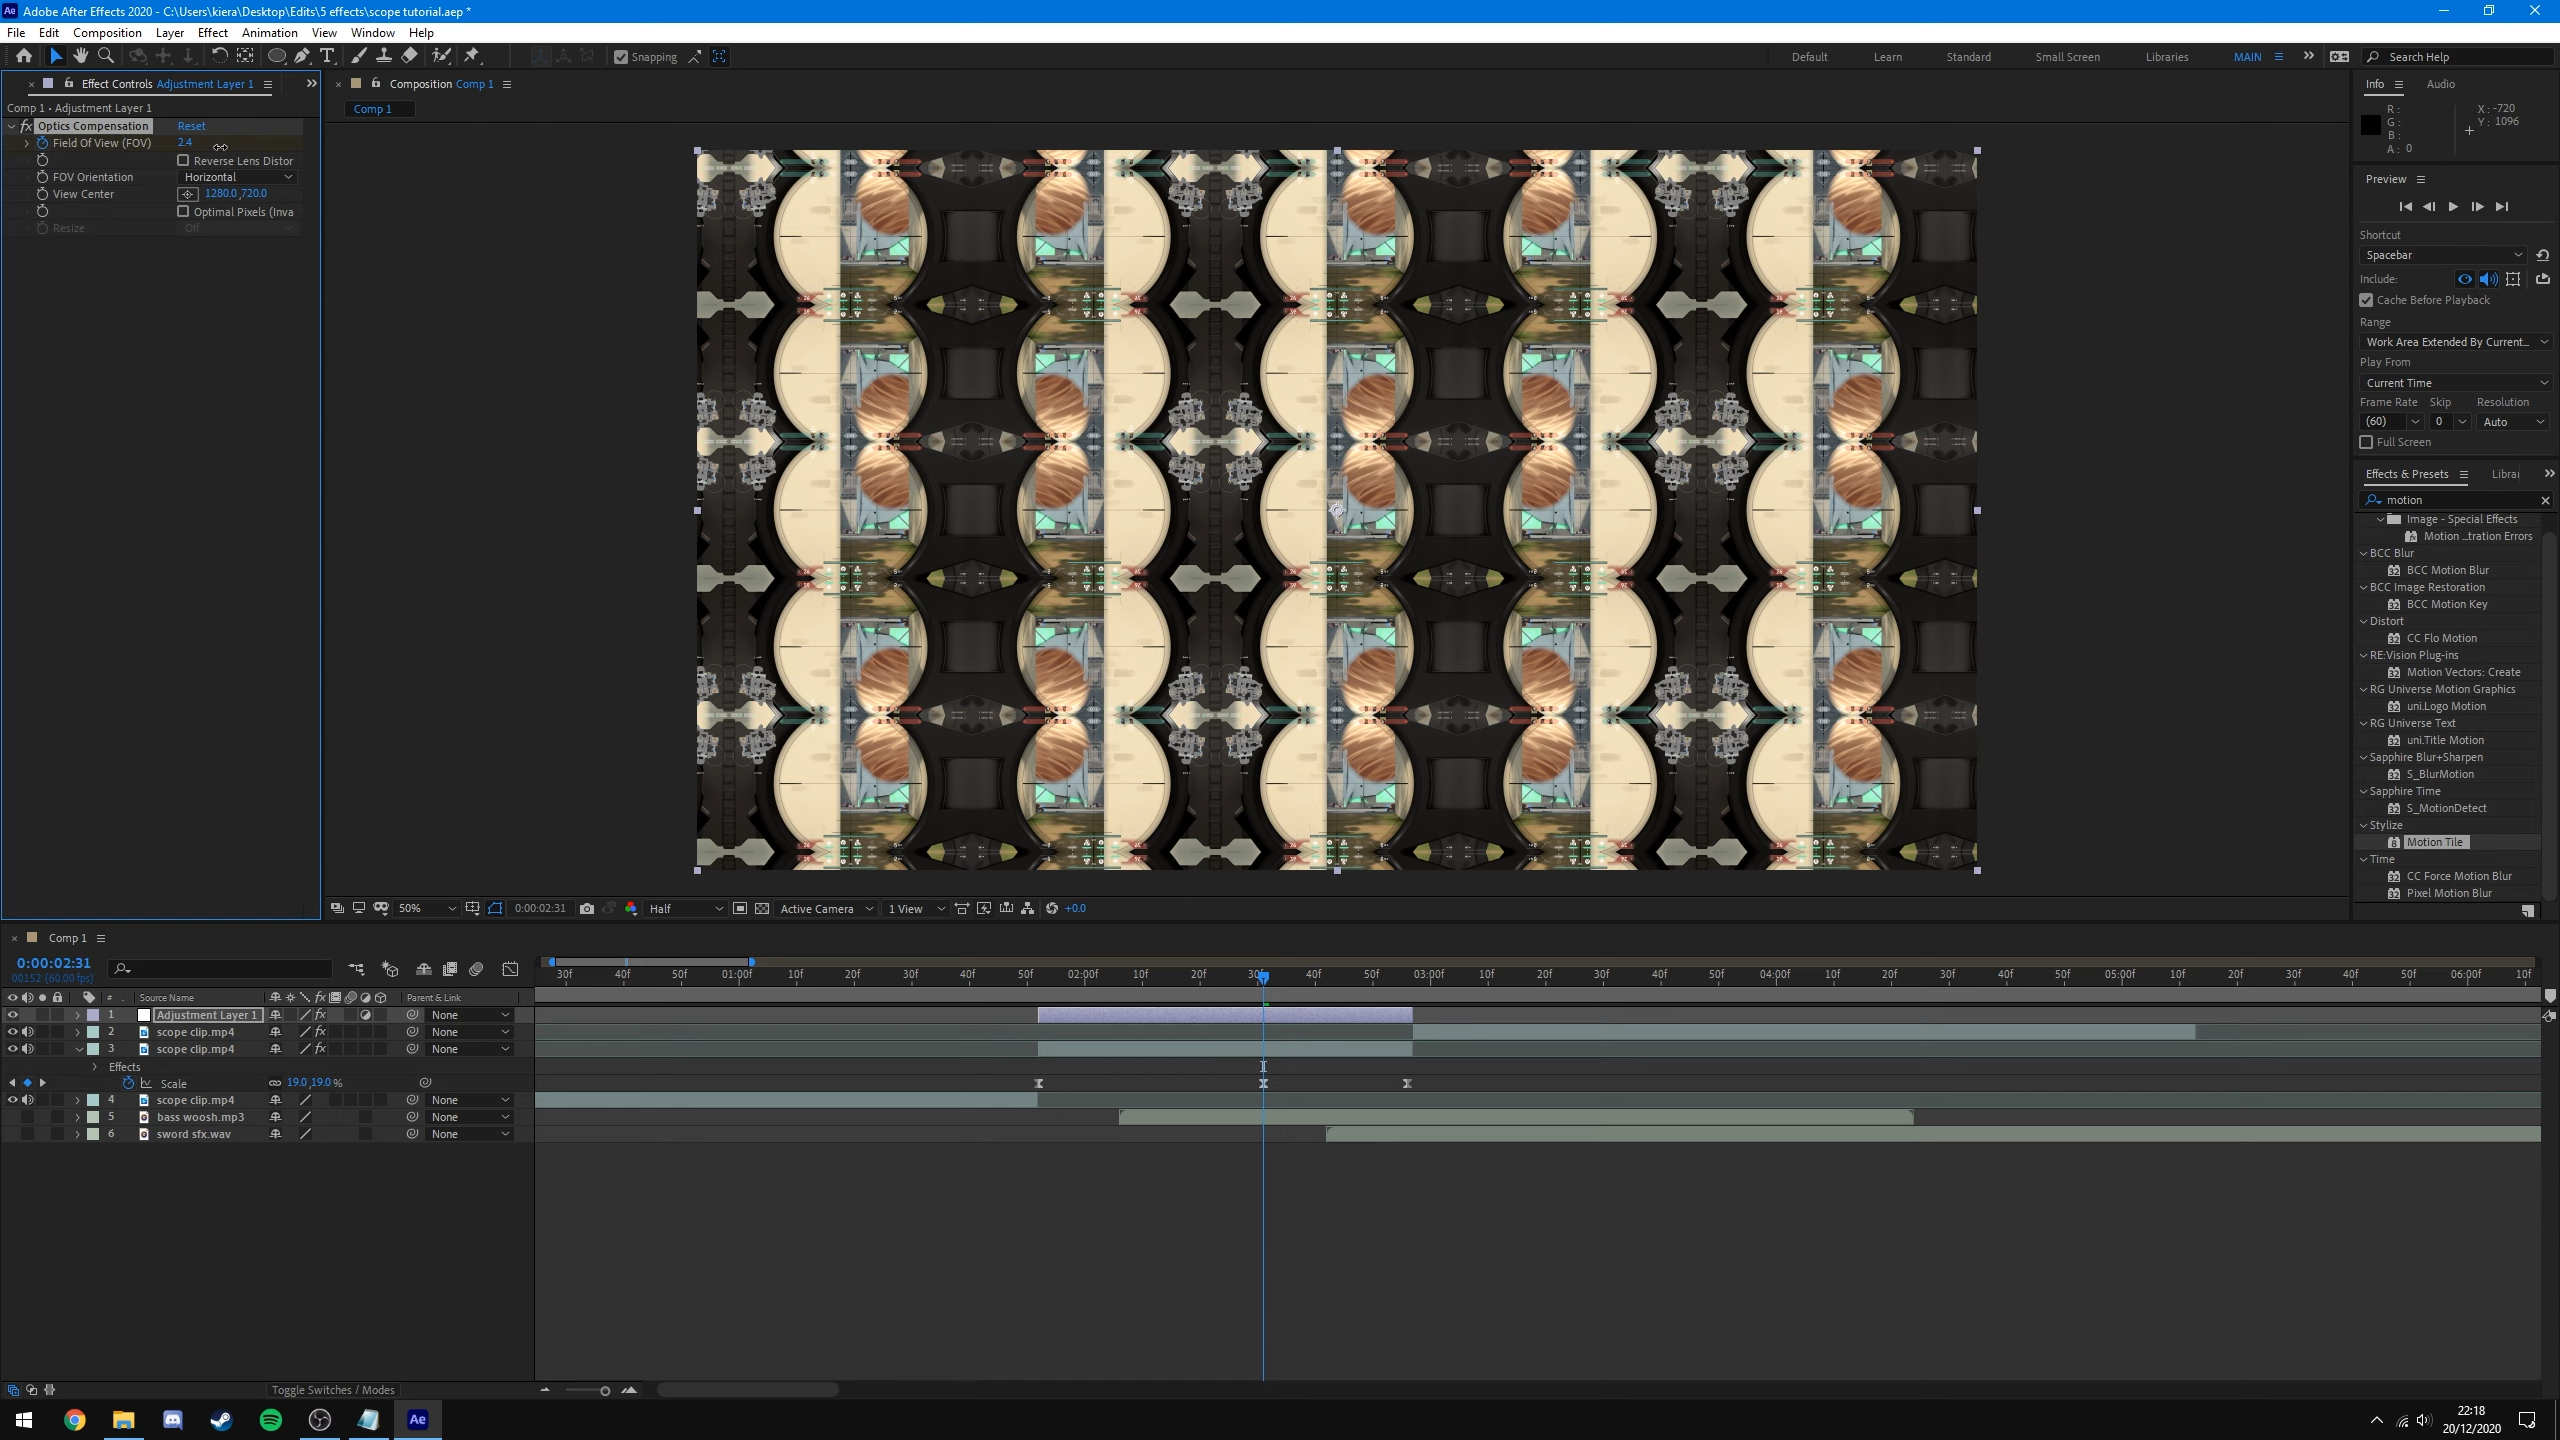 Adobe After Effects 2020 - C:\Users\kiera\Desktop\Edits\5 effects\scope tutorial.aep *
File Edit Composition Layer Effect Animation View Window Help
Snapping
Default Learn Standard Small Screen Libraries MAIN Search Help
Effect Controls Adjustment Layer 1
Comp 1 • Adjustment Layer 1
fx Optics Compensation Reset
Field Of View (FOV) 2.4
Reverse Lens Distor
FOV Orientation Horizontal
View Center 1280.0,720.0
Optimal Pixels (Inva
Resize Off
Composition Comp 1
Comp 1
50% 0:00:02:31 Half Active Camera 1 View +0.0
Info Audio
R: X: -720
G: Y: 1096
B:
A: 0
Preview
Shortcut
Spacebar
Include:
Cache Before Playback
Range
Work Area Extended By Current...
Play From
Current Time
Frame Rate Skip Resolution
(60) 0 Auto
Full Screen
Effects & Presets Librar
motion
Image - Special Effects
Motion ...tration Errors
BCC Blur
BCC Motion Blur
BCC Image Restoration
BCC Motion Key
Distort
CC Flo Motion
RE:Vision Plug-ins
Motion Vectors: Create
RG Universe Motion Graphics
uni.Logo Motion
RG Universe Text
uni.Title Motion
Sapphire Blur+Sharpen
S_BlurMotion
Sapphire Time
S_MotionDetect
Stylize
Motion Tile
Time
CC Force Motion Blur
Pixel Motion Blur
Comp 1
0:00:02:31
00152 (60.00 fps)
30f 40f 50f 01:00f 10f 20f 30f 40f 50f 02:00f 10f 20f 30f 40f 50f 03:00f 10f 20f 30f 40f 50f 04:00f 10f 20f 30f 40f 50f 05:00f 10f 20f 30f 40f 50f 06:00f 10f
# Source Name fx Parent & Link
1 Adjustment Layer 1 fx None
2 scope clip.mp4 fx None
3 scope clip.mp4 fx None
Effects
Scale 19.0,19.0 %
4 scope clip.mp4 None
5 bass woosh.mp3 None
6 sword sfx.wav None
Toggle Switches / Modes
Ae
22:18
20/12/2020